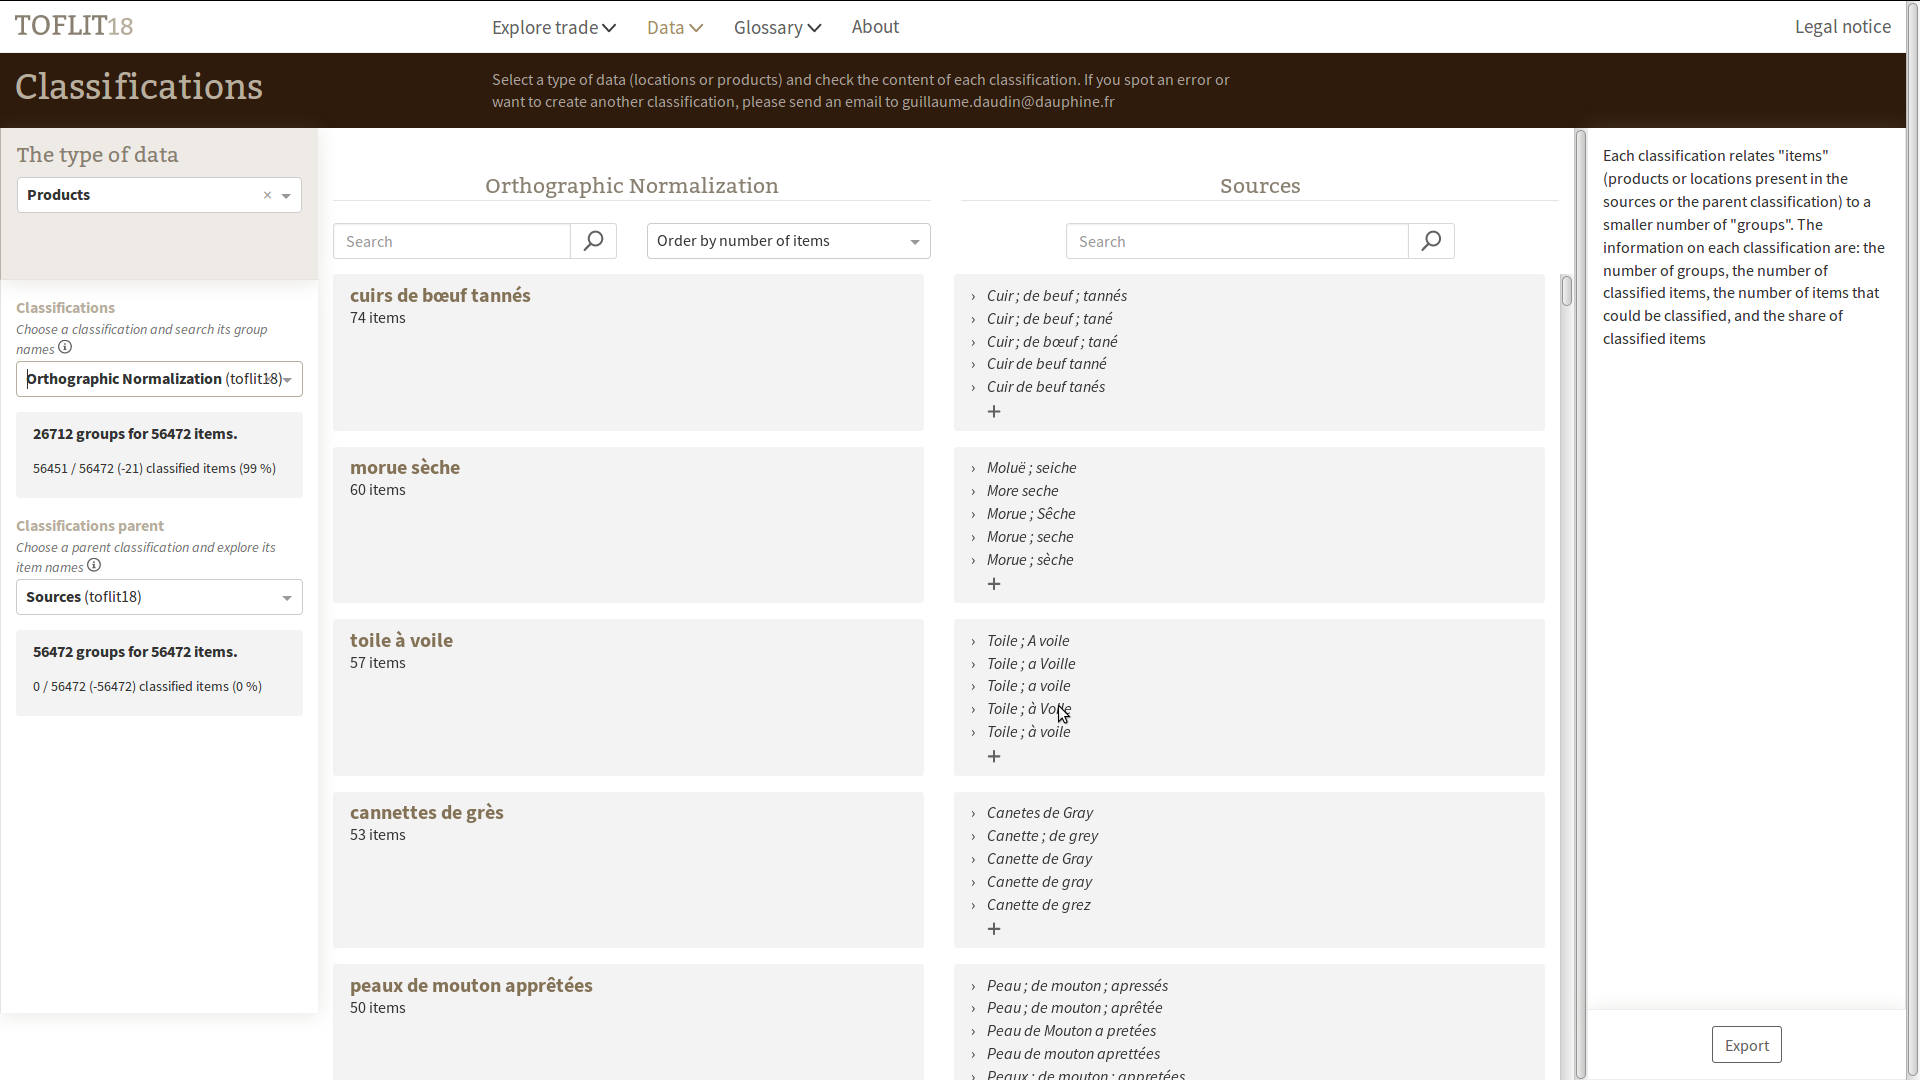 TOFLIT18
Explore trade
Data
Glossary
About
Legal notice
Classifications
Select a type of data (locations or products) and check the content of each classification. If you spot an error or
want to create another classification, please send an email to guillaume.daudin@dauphine.fr
The type of data
Products
×
Classifications
Choose a classification and search its group
names
Orthographic Normalization (toflit18)
26712 groups for 56472 items.
56451 / 56472 (-21) classified items (99 %)
Classifications parent
Choose a parent classification and explore its
item names
Sources (toflit18)
56472 groups for 56472 items.
0 / 56472 (-56472) classified items (0 %)
Orthographic Normalization
Search
Order by number of items
Sources
Search
cuirs de bœuf tannés
74 items
› Cuir ; de beuf ; tannés
› Cuir ; de beuf ; tané
› Cuir ; de bœuf ; tané
› Cuir de beuf tanné
› Cuir de beuf tanés
+
morue sèche
60 items
› Moluë ; seiche
› More seche
› Morue ; Sêche
› Morue ; seche
› Morue ; sèche
+
toile à voile
57 items
› Toile ; A voile
› Toile ; a Voille
› Toile ; a voile
› Toile ; à Voile
› Toile ; à voile
+
cannettes de grès
53 items
› Canetes de Gray
› Canette ; de grey
› Canette de Gray
› Canette de gray
› Canette de grez
+
peaux de mouton apprêtées
50 items
› Peau ; de mouton ; apressés
› Peau ; de mouton ; aprêtée
› Peau de Mouton a pretées
› Peau de mouton aprettées
› Peaux ; de mouton ; appretées
Each classification relates "items"
(products or locations present in the
sources or the parent classification) to a
smaller number of "groups". The
information on each classification are: the
number of groups, the number of
classified items, the number of items that
could be classified, and the share of
classified items
Export